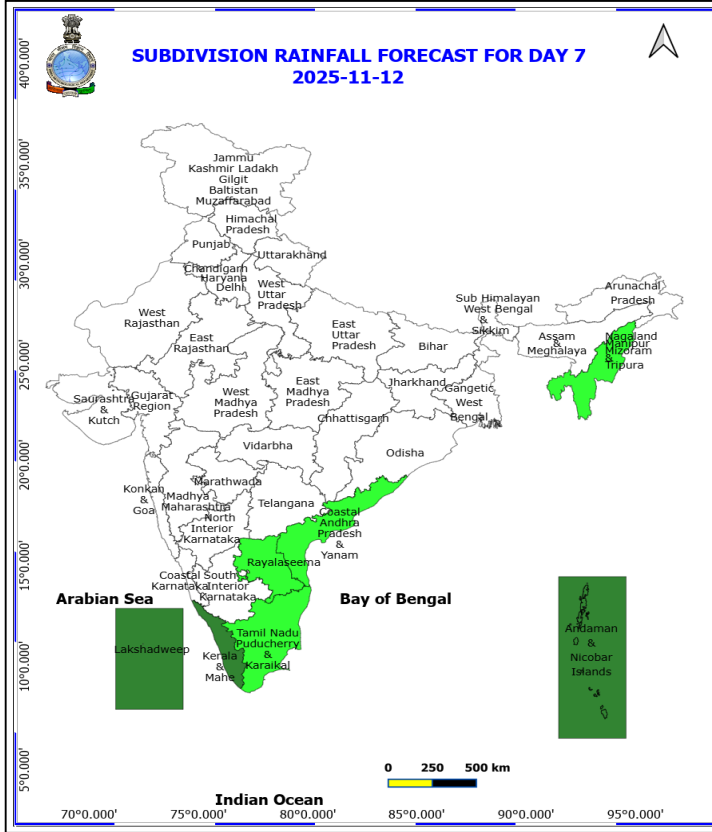 SUBDIVISION RAINFALL FORECAST FOR DAY 7
2025-11-12
40°0.000'
35°0.000'
30°0.000'
25°0.000'
20°0.000'
15°0.000'
10°0.000'
5°0.000'
Jammu
Kashmir Ladakh
Gilgit
Baltistan
Muzaffarabad
Himachal
Pradesh
Punjab
Uttarakhand
Chandigarh
Haryana
Delhi
West
Uttar
Pradesh
Arunachal
Pradesh
Sub Himalayan
West Bengal
&
Sikkim
West
Rajasthan
East
Rajasthan
East
Uttar
Pradesh
Bihar
Assam
&
Meghalaya
Nagaland
Manipur
Mizoram
&
Tripura
Saurashtra
&
Kutch
Gujarat
Region
West
Madhya
Pradesh
East
Madhya
Pradesh
Jharkhand
Gangetic
West
Bengal
Chhattisgarh
Vidarbha
Odisha
Konkan
&
Goa
Marathwada
Madhya
Maharashtra
North
Interior
Karnataka
Telangana
Coastal
Andhra
Pradesh
&
Yanam
Rayalaseema
Coastal
Karnataka
South
Interior
Karnataka
Arabian Sea
Bay of Bengal
Lakshadweep
Kerala
&
Mahe
Tamil Nadu
Puducherry
&
Karaikal
Andaman
&
Nicobar
Islands
0 250 500 km
Indian Ocean
70°0.000' 75°0.000' 80°0.000' 85°0.000' 90°0.000' 95°0.000'